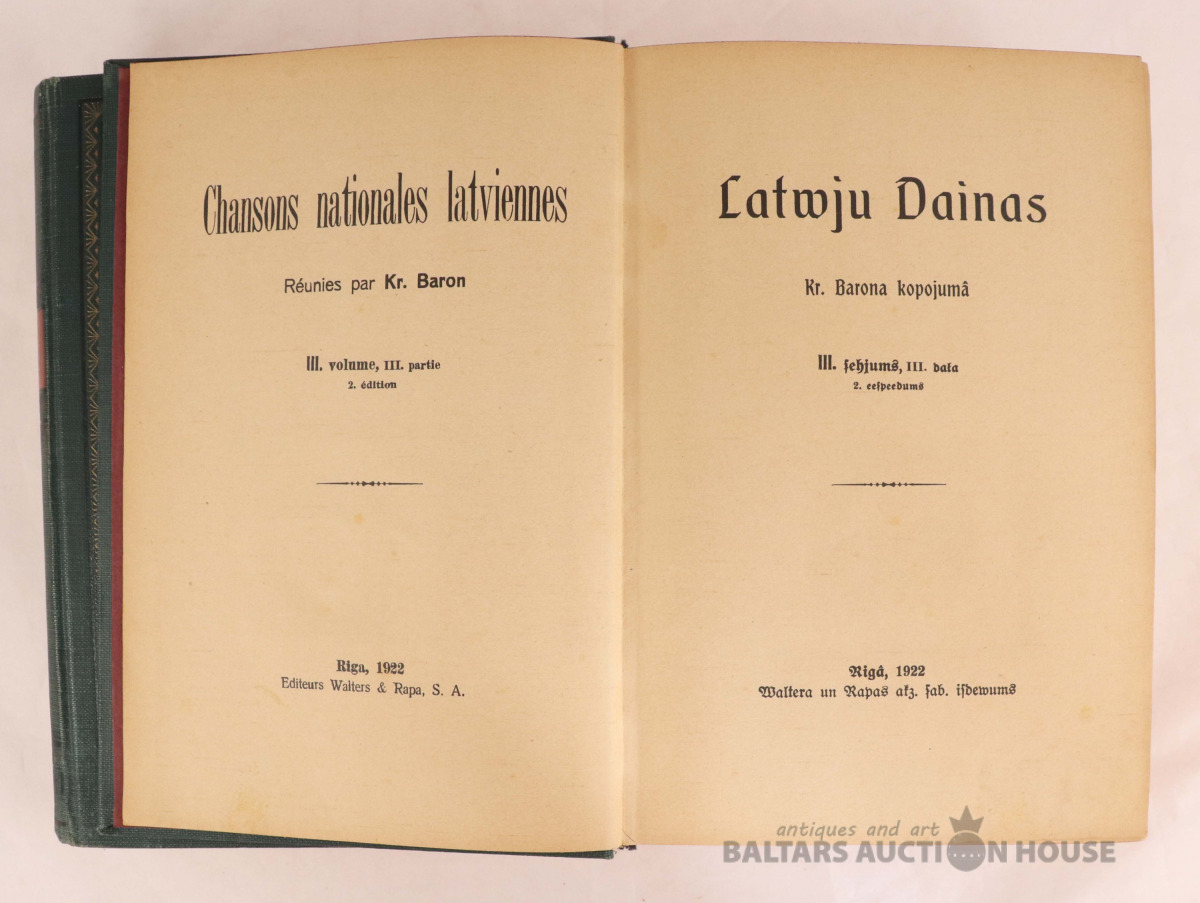 Chansons nationales latviennes
Réunies par Kr. Baron
III. volume, III. partie
2. édition
Riga, 1922
Editeurs Walters & Rapa, S. A.
Latwju Dainas
Kr. Barona kopojumâ
III. ſehjums, III. daļa
2. eeſpeedums
Rigâ, 1922
Waltera un Rapas akz. ſab. iſdewums
antiques and art
BALTARS AUCTION HOUSE